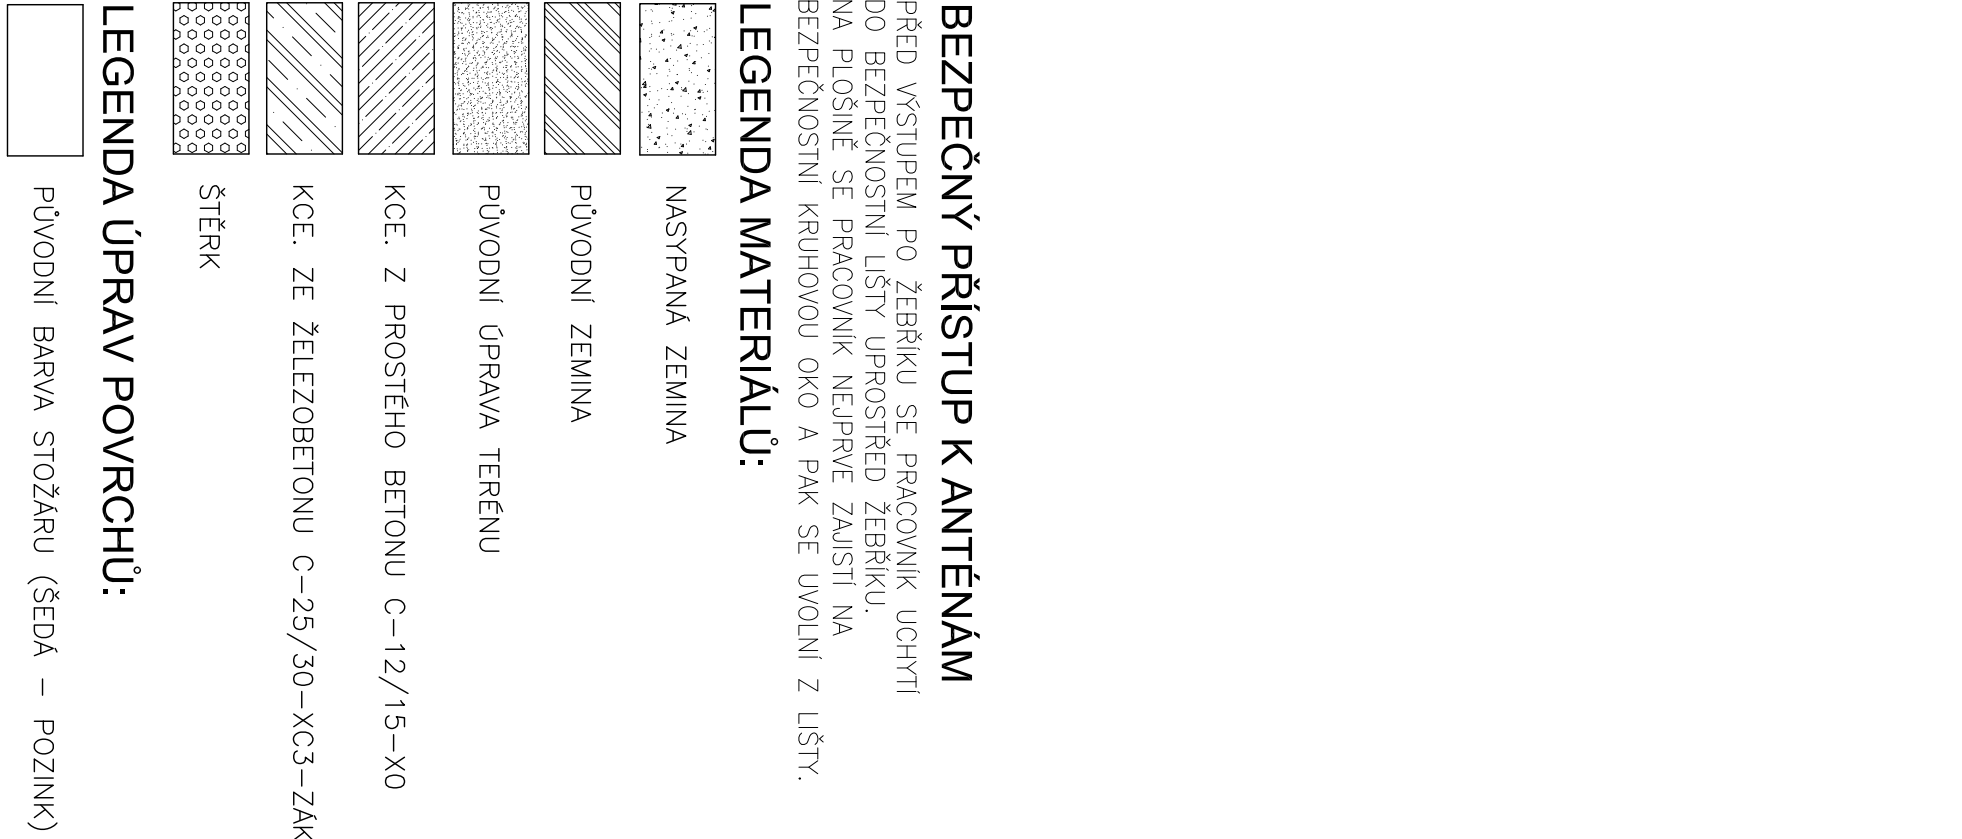 BEZPEČNÝ PŘÍSTUP K ANTÉNÁM
PŘED VÝSTUPEM PO ŽEBŘÍKU SE PRACOVNÍK UCHYTÍ
DO BEZPEČNOSTNÍ LIŠTY UPROSTŘED ŽEBŘÍKU.
NA PLOŠINĚ SE PRACOVNÍK NEJPRVE ZAJISTÍ NA
BEZPEČNOSTNÍ KRUHOVOU OKO A PAK SE UVOLNÍ Z LIŠTY.
LEGENDA MATERIÁLŮ:
NASYPANÁ ZEMINA
PŮVODNÍ ZEMINA
PŮVODNÍ ÚPRAVA TERÉNU
KCE. Z PROSTÉHO BETONU C-12/15-X0
KCE. ZE ŽELEZOBETONU C-25/30-XC3-ZÁK
ŠTĚRK
LEGENDA ÚPRAV POVRCHŮ:
PŮVODNÍ BARVA STOŽÁRU (ŠEDÁ - POZINK)